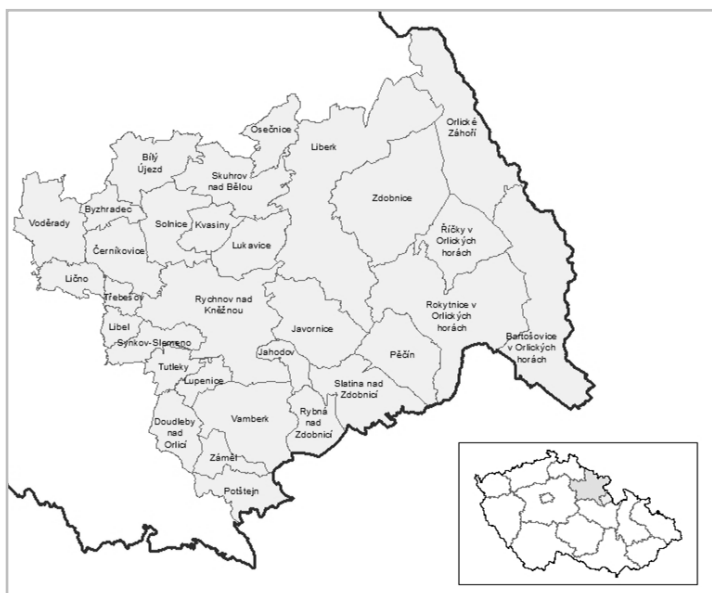 Orlické
Záhoří
Osečnice
Liberk
Bílý
Újezd
Skuhrov
nad Bělou
Zdobnice
Byzhradec
Voděrady
Solnice
Kvasiny
Lukavice
Říčky v
Orlických
horách
Černíkovice
Lično
Třebešov
Rychnov nad
Kněžnou
Rokytnice v
Orlických
horách
Libel
Javornice
Synkov-Slemeno
Bartošovice
v Orlických
horách
Jahodov
Pěčín
Tutleky
Lupenice
Slatina nad
Zdobnicí
Doudleby
nad
Orlicí
Vamberk
Rybná
nad
Zdobnicí
Záměl
Potštejn